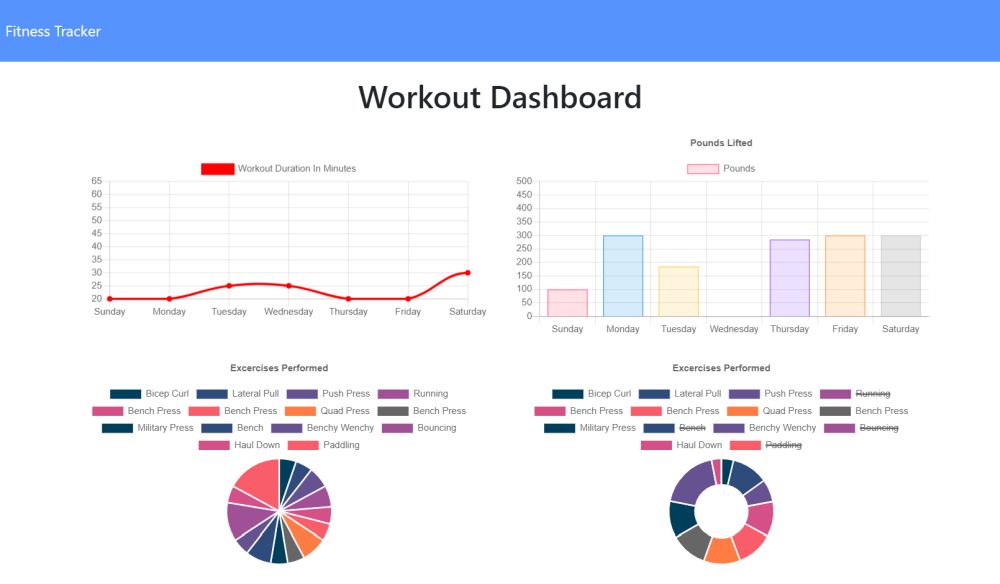 Fitness Tracker
Workout Dashboard
Workout Duration In Minutes
65
60
55
50
45
40
35
30
25
20
Sunday Monday Tuesday Wednesday Thursday Friday Saturday
Pounds Lifted
Pounds
500
450
400
350
300
250
200
150
100
50
0
Sunday Monday Tuesday Wednesday Thursday Friday Saturday
Excercises Performed
Bicep Curl Lateral Pull Push Press Running
Bench Press Bench Press Quad Press Bench Press
Military Press Bench Benchy Wenchy Bouncing
Haul Down Paddling
Excercises Performed
Bicep Curl Lateral Pull Push Press Running
Bench Press Bench Press Quad Press Bench Press
Military Press Bench Benchy Wenchy Bouncing
Haul Down Paddling